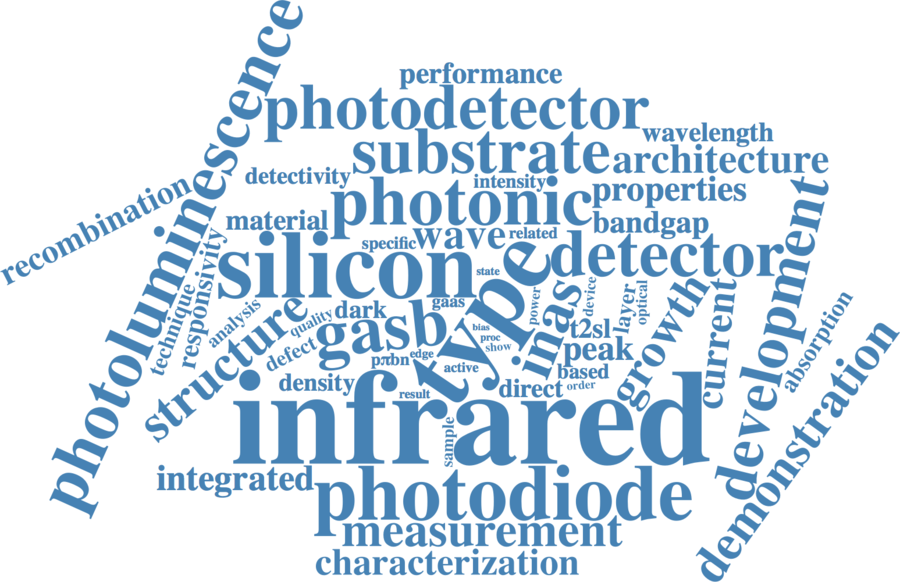 performance
photodetector
wavelength
substrate
architecture
detectivity
intensity
properties
photoluminescence
recombination
material
photonic
bandgap
specific
wave
related
silicon
state
type
detector
development
technique
responsivity
analysis
structure
quality
dark
gaas
gasb
defect
bias
proc
show
power
inas
device
layer
optical
t2sl
growth
current
absorption
edge
active
peak
based
order
density
result
direct
demonstration
infrared
sample
integrated
photodiode
measurement
characterization